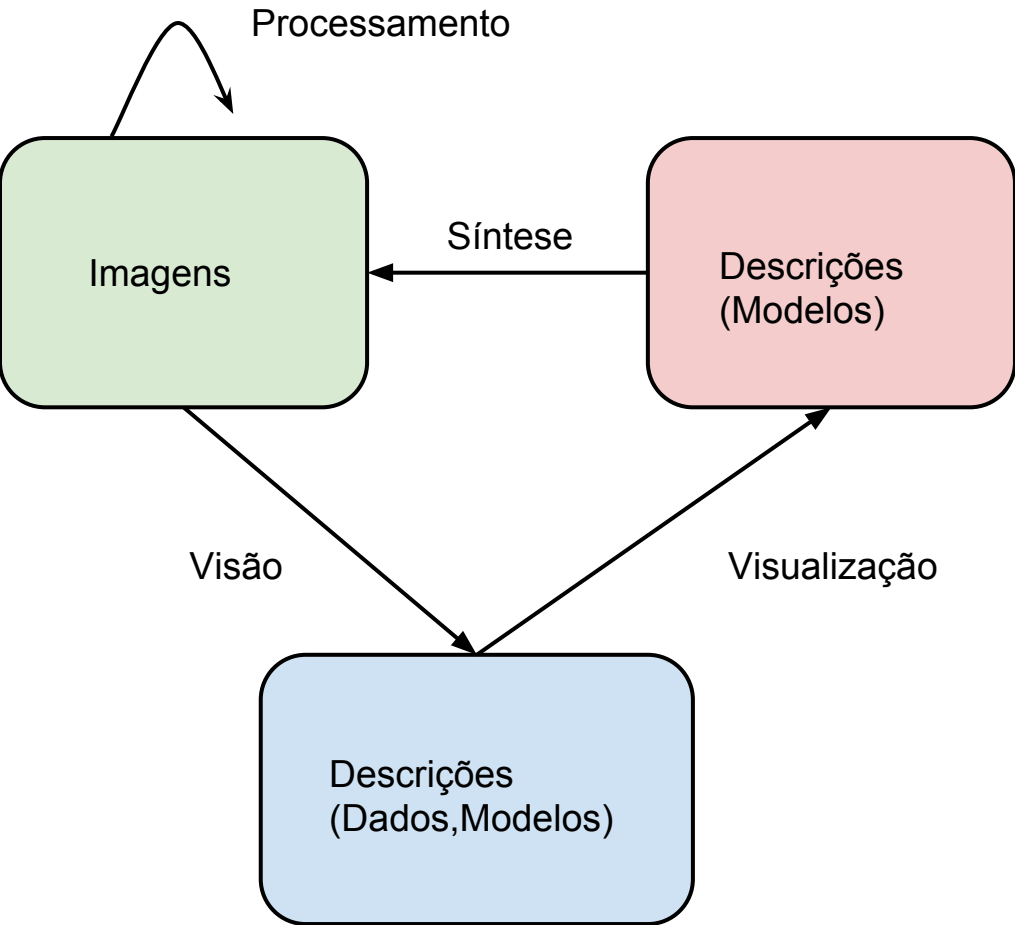 Processamento
Síntese
Imagens
Descrições
(Modelos)
Visão
Visualização
Descrições
(Dados,Modelos)